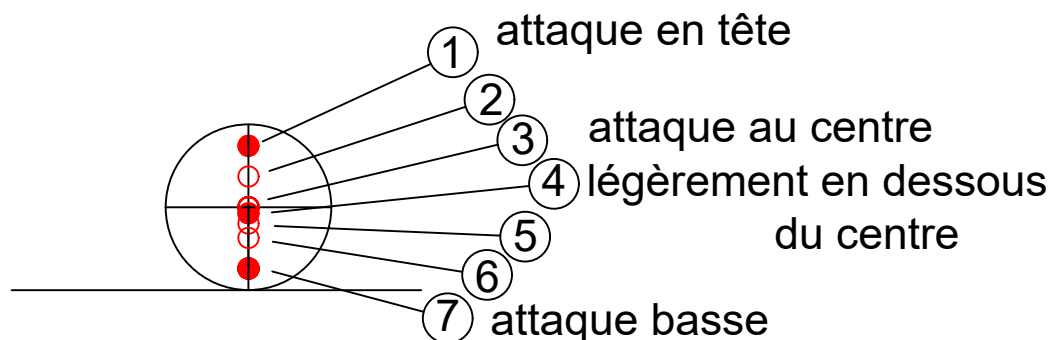 1 attaque en tête
2
3 attaque au centre
4 légèrement en dessous
5 du centre
6
7 attaque basse